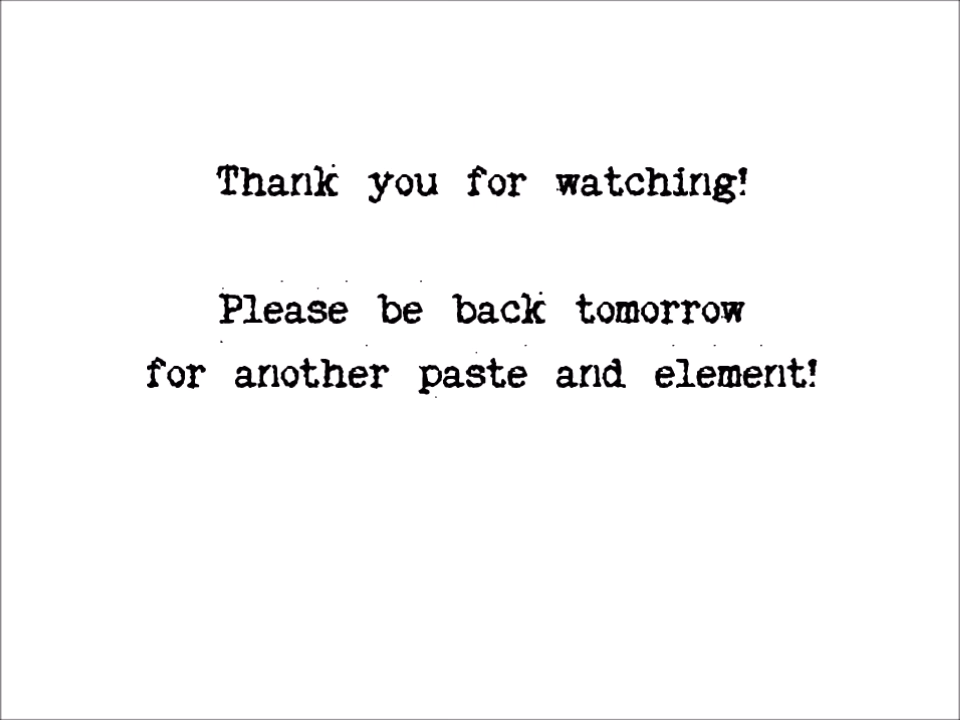 Thank you for watching!
Please be back tomorrow
for another paste and element!